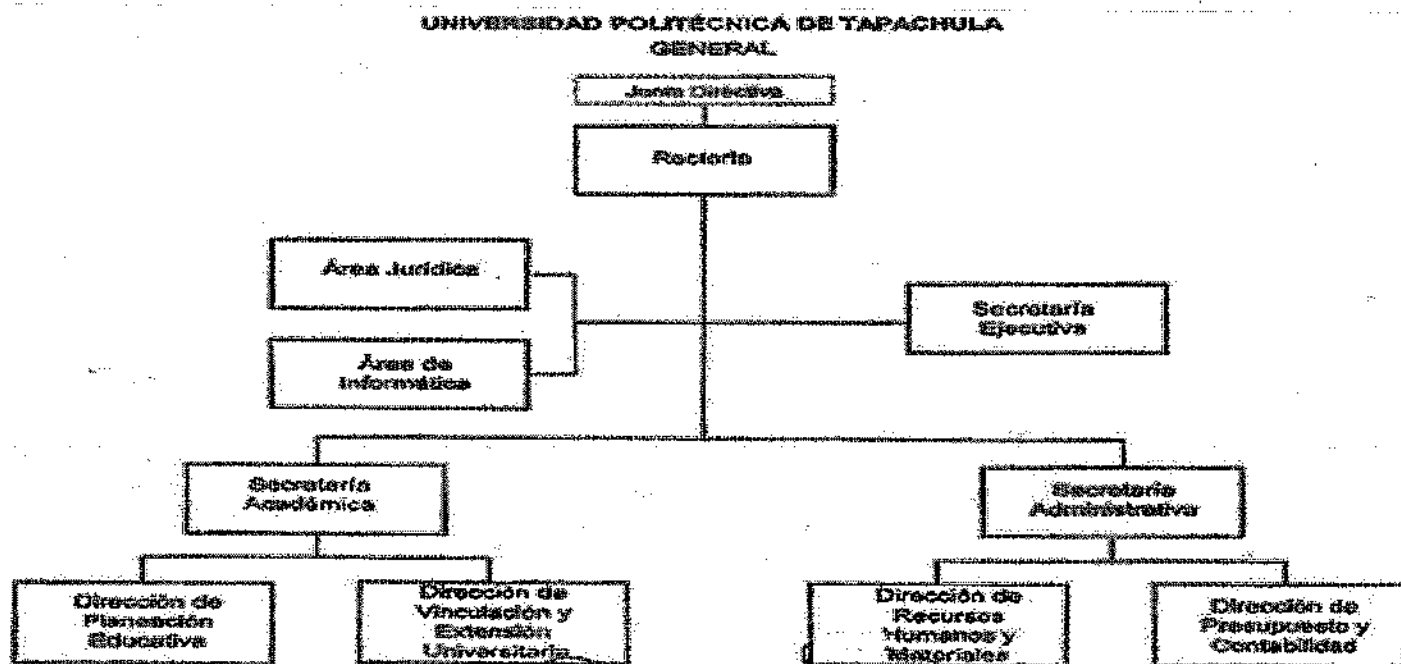 UNIVERSIDAD POLITÉCNICA DE TAPACHULA
GENERAL
Junta Directiva
Rectoría
Área Jurídica
Secretaría
Ejecutiva
Área de
Informática
Secretaría
Académica
Secretaría
Administrativa
Dirección de
Planeación
Educativa
Dirección de
Vinculación y
Extensión
Universitaria
Dirección de
Recursos
Humanos y
Materiales
Dirección de
Presupuesto y
Contabilidad